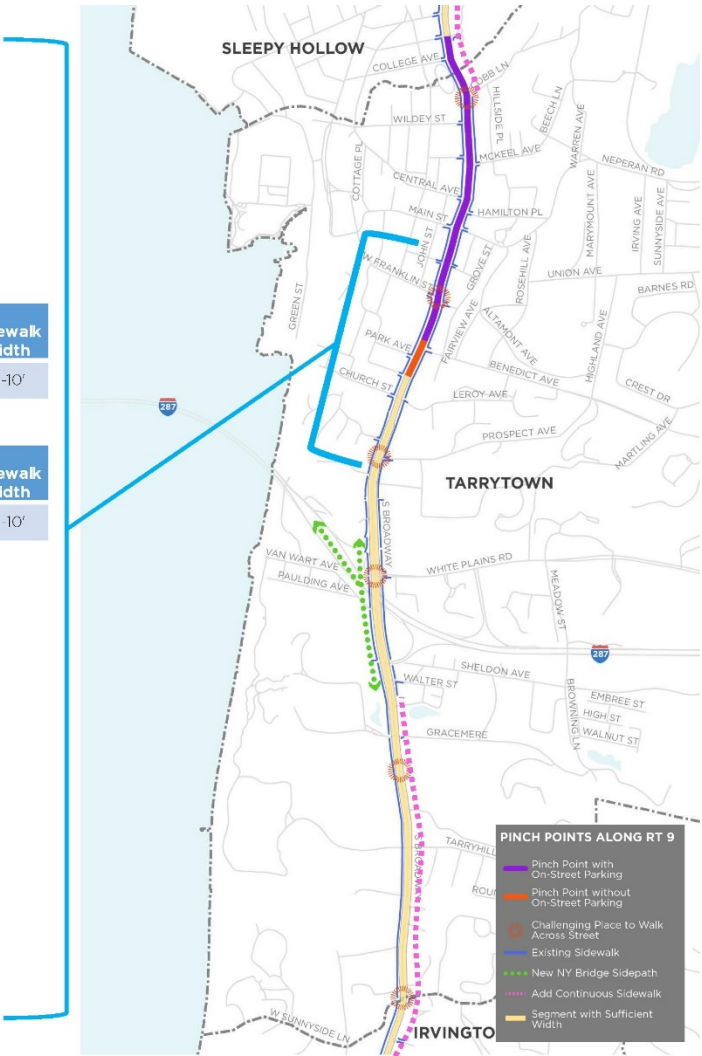 SLEEPY HOLLOW
COLLEGE AVE
WILDEY ST
HILLSIDE PL
BEECH LN
WARREN AVE
COTTAGE PL
MCKEEL AVE
NEPERAN RD
CENTRAL AVE
MAIN ST
HAMILTON PL
JOHN ST
MARYMOUNT AVE
IRVING AVE
SUNNYSIDE AVE
W FRANKLIN ST
GROVE ST
ROSEHILL AVE
UNION AVE
BARNES RD
GREEN ST
ewalk
idth
-10'
PARK AVE
FAIRVIEW AVE
ALTAMONT AVE
HIGHLAND AVE
BENEDICT AVE
CHURCH ST
LEROY AVE
CREST DR
287
PROSPECT AVE
MARTLING AVE
ewalk
idth
-10'
TARRYTOWN
S BROADWAY
VAN WART AVE
WHITE PLAINS RD
PAULDING AVE
MEADOW ST
287
SHELDON AVE
WALTER ST
EMBREE ST
BROWNING LN
HIGH ST
WALNUT ST
GRACEMERE
PINCH POINTS ALONG RT 9
Pinch Point with
On-Street Parking
Pinch Point without
On-Street Parking
Challenging Place to Walk
Across Street
Existing Sidewalk
New NY Bridge Sidepath
Add Continuous Sidewalk
Segment with Sufficient
Width
TARRYHILL
S BROADWAY
W SUNNYSIDE LN
IRVINGTO